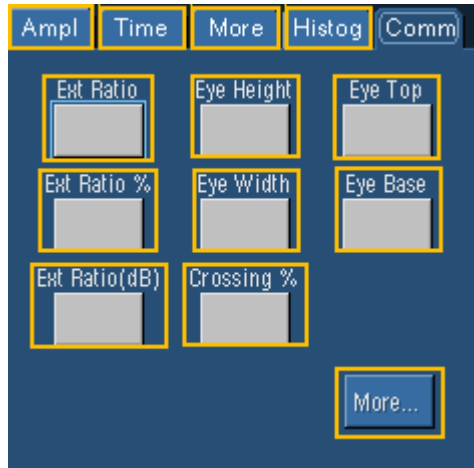 Ampl Time More Histog Comm
Ext Ratio Eye Height Eye Top
Ext Ratio % Eye Width Eye Base
Ext Ratio(dB) Crossing %
More...